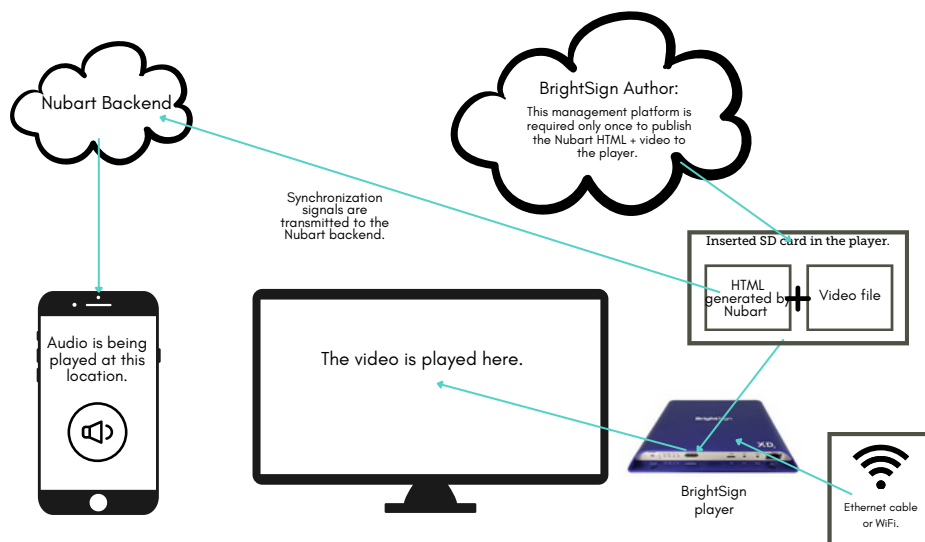 Nubart Backend
BrightSign Author:
This management platform is
required only once to publish
the Nubart HTML + video to
the player.
Synchronization
signals are
transmitted to the
Nubart backend.
Inserted SD card in the player.
HTML
generated by
Nubart
Video file
Audio is being
played at this
location.
The video is played here.
BrightSign
XD
BrightSign
player
Ethernet cable
or WiFi.